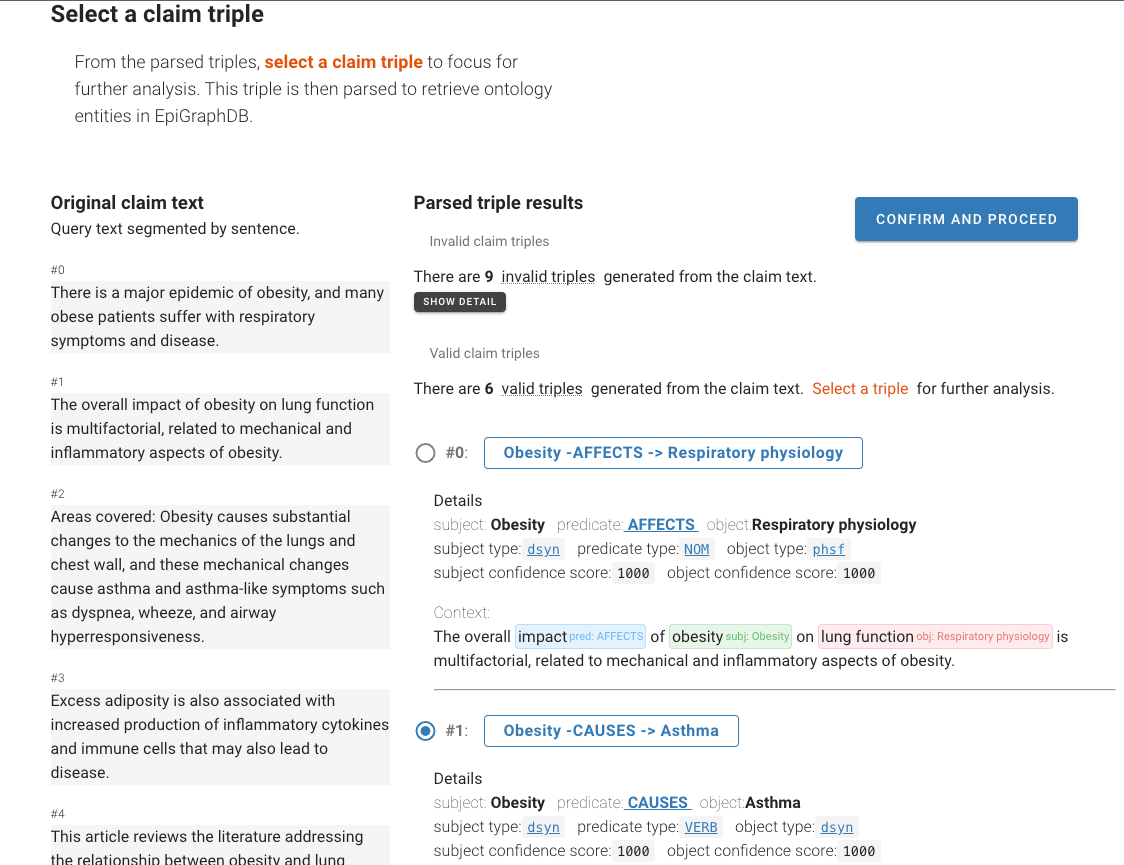 Select a claim triple
From the parsed triples, select a claim triple to focus for
further analysis. This triple is then parsed to retrieve ontology
entities in EpiGraphDB.
Original claim text
Query text segmented by sentence.
#0
There is a major epidemic of obesity, and many
obese patients suffer with respiratory
symptoms and disease.
#1
The overall impact of obesity on lung function
is multifactorial, related to mechanical and
inflammatory aspects of obesity.
#2
Areas covered: Obesity causes substantial
changes to the mechanics of the lungs and
chest wall, and these mechanical changes
cause asthma and asthma-like symptoms such
as dyspnea, wheeze, and airway
hyperresponsiveness.
#3
Excess adiposity is also associated with
increased production of inflammatory cytokines
and immune cells that may also lead to
disease.
#4
This article reviews the literature addressing
the relationship between obesity and lung
Parsed triple results
CONFIRM AND PROCEED
Invalid claim triples
There are 9 invalid triples generated from the claim text.
SHOW DETAIL
Valid claim triples
There are 6 valid triples generated from the claim text. Select a triple for further analysis.
#0: Obesity -AFFECTS -> Respiratory physiology
Details
subject: Obesity predicate: AFFECTS object:Respiratory physiology
subject type: dsyn predicate type: NOM object type: phsf
subject confidence score: 1000 object confidence score: 1000
Context:
The overall impact pred: AFFECTS of obesity subj: Obesity on lung function obj: Respiratory physiology is
multifactorial, related to mechanical and inflammatory aspects of obesity.
#1: Obesity -CAUSES -> Asthma
Details
subject: Obesity predicate: CAUSES object:Asthma
subject type: dsyn predicate type: VERB object type: dsyn
subject confidence score: 1000 object confidence score: 1000